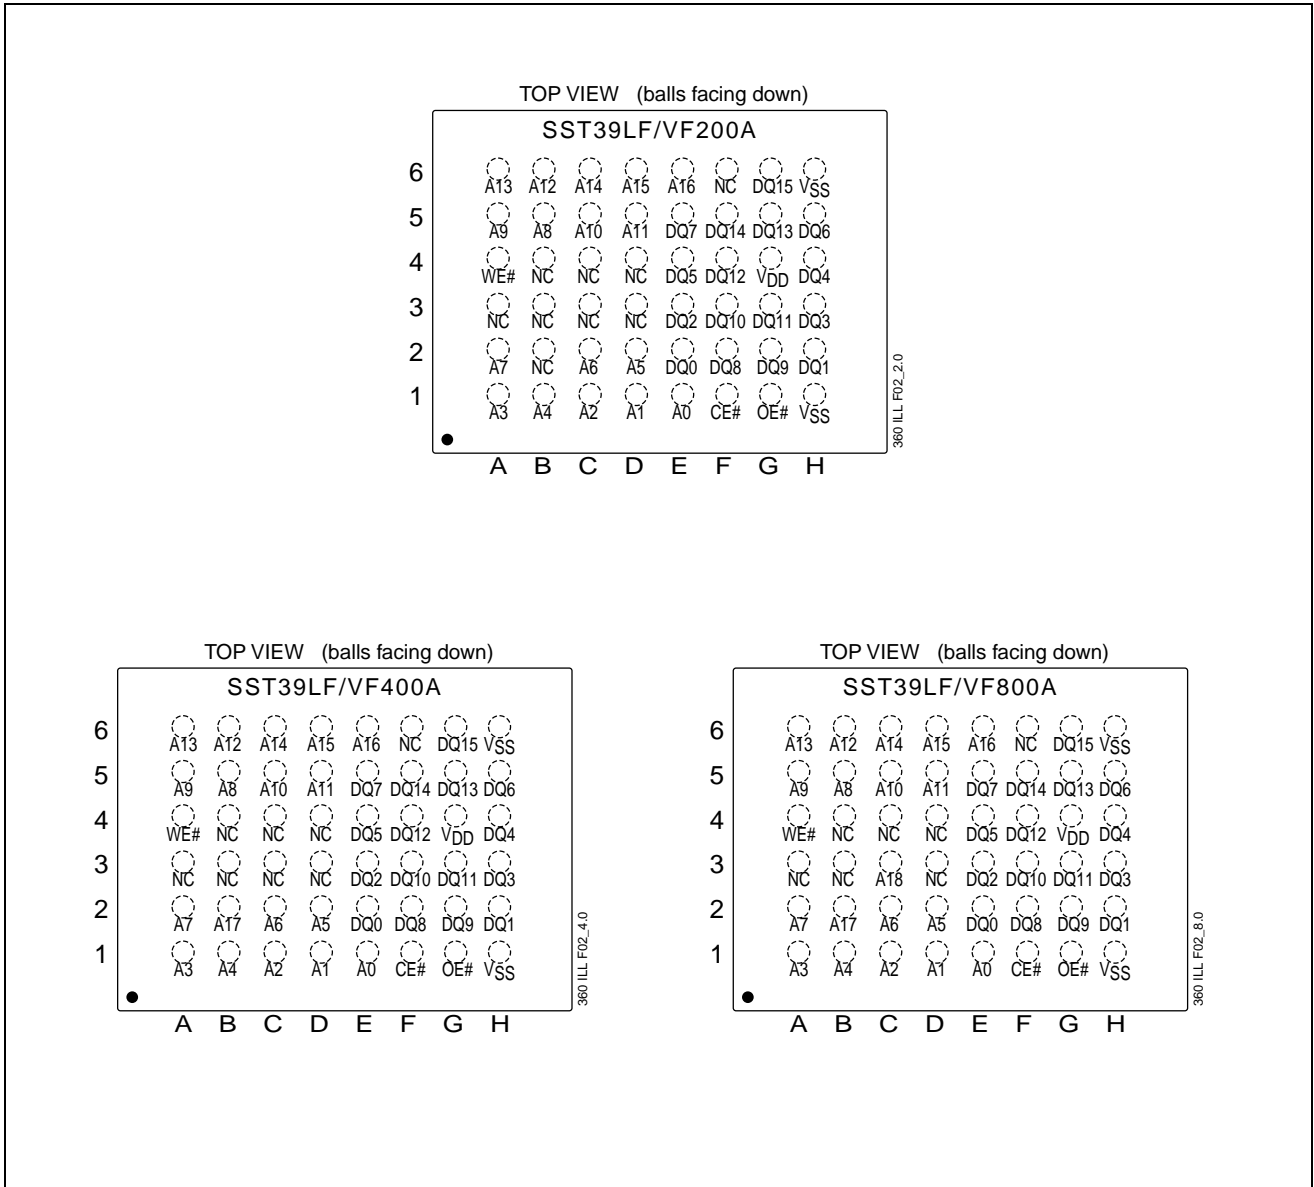 TOP VIEW (balls facing down)
SST39LF/VF200A
6 A13 A12 A14 A15 A16 NC DQ15 VSS
5 A9 A8 A10 A11 DQ7 DQ14 DQ13 DQ6
4 WE# NC NC NC DQ5 DQ12 VDD DQ4
3 NC NC NC NC DQ2 DQ10 DQ11 DQ3
2 A7 NC A6 A5 DQ0 DQ8 DQ9 DQ1
1 A3 A4 A2 A1 A0 CE# OE# VSS
A B C D E F G H
360 ILL F02_2.0
TOP VIEW (balls facing down)
SST39LF/VF400A
6 A13 A12 A14 A15 A16 NC DQ15 VSS
5 A9 A8 A10 A11 DQ7 DQ14 DQ13 DQ6
4 WE# NC NC NC DQ5 DQ12 VDD DQ4
3 NC NC NC NC DQ2 DQ10 DQ11 DQ3
2 A7 A17 A6 A5 DQ0 DQ8 DQ9 DQ1
1 A3 A4 A2 A1 A0 CE# OE# VSS
A B C D E F G H
360 ILL F02_4.0
TOP VIEW (balls facing down)
SST39LF/VF800A
6 A13 A12 A14 A15 A16 NC DQ15 VSS
5 A9 A8 A10 A11 DQ7 DQ14 DQ13 DQ6
4 WE# NC NC NC DQ5 DQ12 VDD DQ4
3 NC NC A18 NC DQ2 DQ10 DQ11 DQ3
2 A7 A17 A6 A5 DQ0 DQ8 DQ9 DQ1
1 A3 A4 A2 A1 A0 CE# OE# VSS
A B C D E F G H
360 ILL F02_8.0